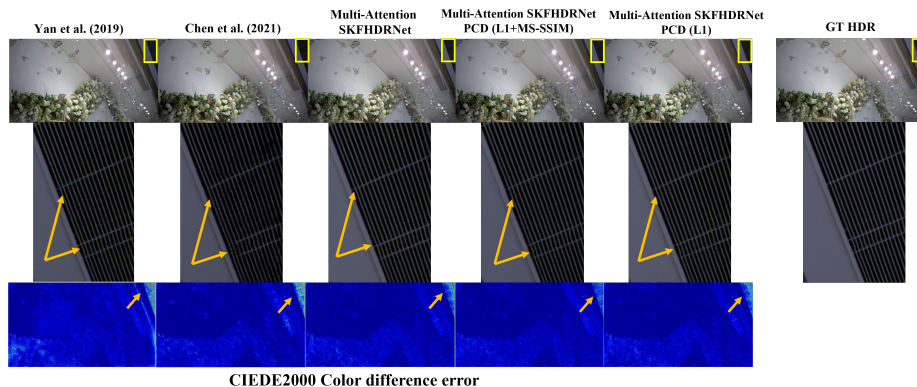 Yan et al. (2019)
Chen et al. (2021)
Multi-Attention
SKFHDRNet
Multi-Attention SKFHDRNet
PCD (L1+MS-SSIM)
Multi-Attention SKFHDRNet
PCD (L1)
GT HDR
CIEDE2000 Color difference error